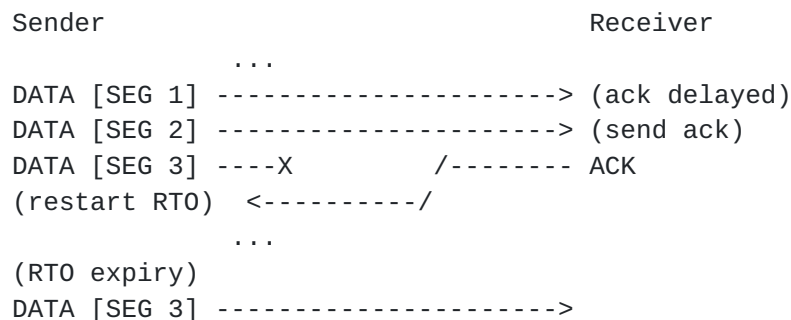 Sender                               Receiver
              ...
DATA [SEG 1] ----------------------> (ack delayed)
DATA [SEG 2] ----------------------> (send ack)
DATA [SEG 3] ----X         /-------- ACK
(restart RTO)  <----------/
              ...
(RTO expiry)
DATA [SEG 3] ---------------------->